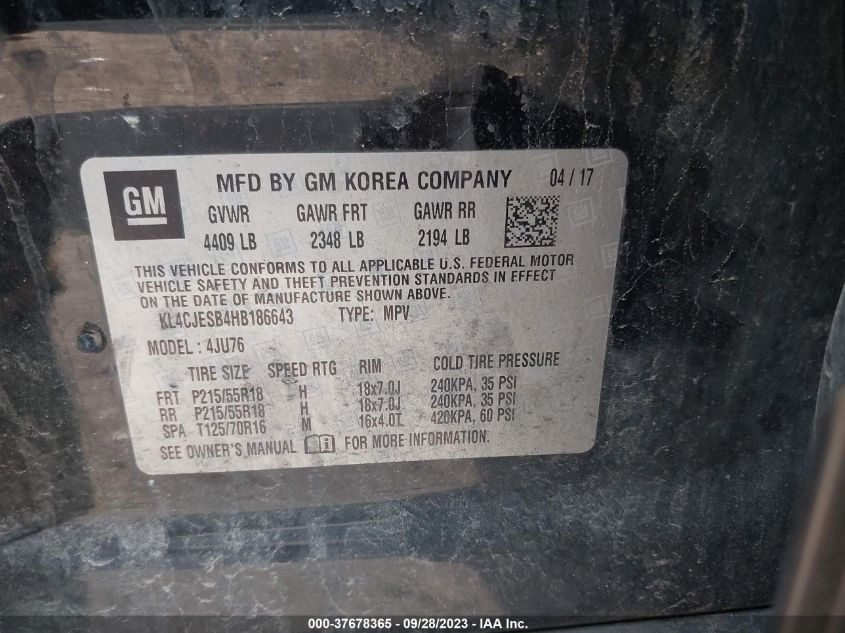 GM
MFD BY GM KOREA COMPANY 04 / 17
GVWR GAWR FRT GAWR RR
4409 LB 2348 LB 2194 LB
THIS VEHICLE CONFORMS TO ALL APPLICABLE U.S. FEDERAL MOTOR
VEHICLE SAFETY AND THEFT PREVENTION STANDARDS IN EFFECT
ON THE DATE OF MANUFACTURE SHOWN ABOVE.
KL4CJESB4HB186643 TYPE: MPV
MODEL: 4JU76
TIRE SIZE SPEED RTG RIM COLD TIRE PRESSURE
FRT P215/55R18 H 18x7.0J 240KPA, 35 PSI
RR P215/55R18 H 18x7.0J 240KPA, 35 PSI
SPA T125/70R16 M 16x4.0T 420KPA, 60 PSI
SEE OWNER'S MANUAL FOR MORE INFORMATION.
000-37678365 - 09/28/2023 - © Copyright 2023, IAA, Inc.